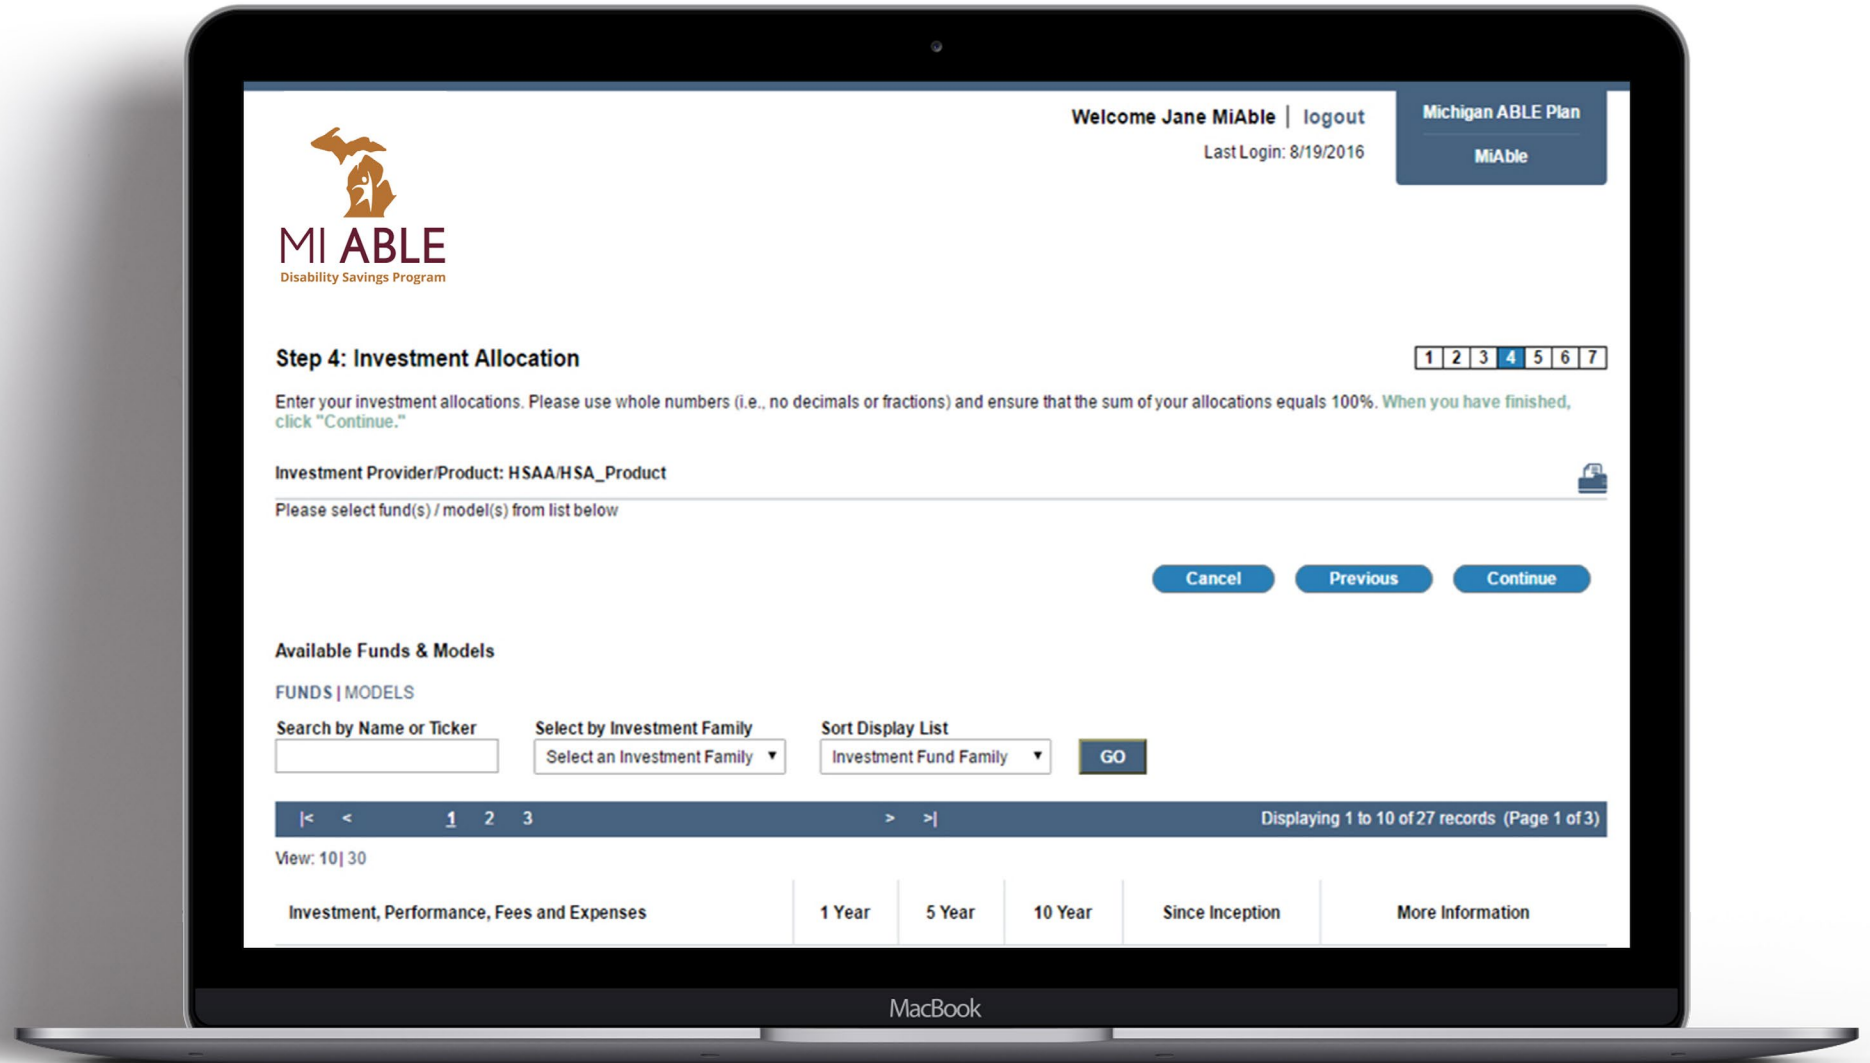 Welcome Jane MiAble | logout
Last Login: 8/19/2016
Michigan ABLE Plan
MiAble
MI ABLE
Disability Savings Program
Step 4: Investment Allocation
1 2 3 4 5 6 7
Enter your investment allocations. Please use whole numbers (i.e., no decimals or fractions) and ensure that the sum of your allocations equals 100%. When you have finished,
click "Continue."
Investment Provider/Product: HSAA/HSA_Product
Please select fund(s) / model(s) from list below
Cancel Previous Continue
Available Funds & Models
FUNDS | MODELS
Search by Name or Ticker Select by Investment Family Sort Display List
Select an Investment Family ▼ Investment Fund Family ▼ GO
|< < 1 2 3 > >| Displaying 1 to 10 of 27 records (Page 1 of 3)
View: 10| 30
Investment, Performance, Fees and Expenses 1 Year 5 Year 10 Year Since Inception More Information
MacBook